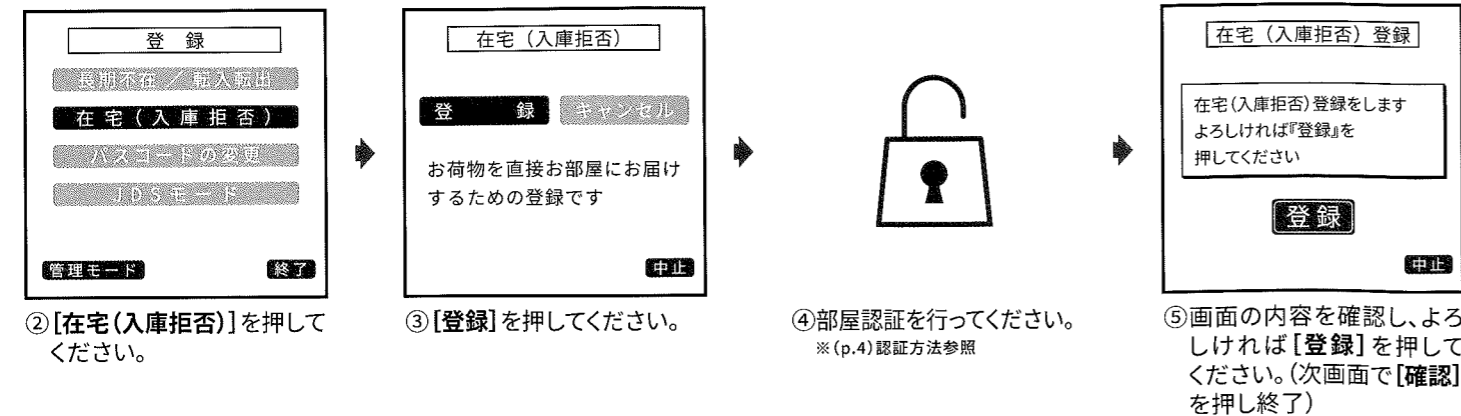 登 録
長期不在 / 転入転出
在宅(入庫拒否)
パスコードの変更
JDSモード
管理モード
終了
②[在宅(入庫拒否)]を押して
ください。
在宅(入庫拒否)
登 録
キャンセル
お荷物を直接お部屋にお届け
するための登録です
中止
③[登録]を押してください。
④部屋認証を行ってください。
※(p.4)認証方法参照
在宅(入庫拒否)登録
在宅(入庫拒否)登録をします
よろしければ『登録』を
押してください
登録
中止
⑤画面の内容を確認し、よろ
しければ[登録]を押して
ください。(次画面で[確認]
を押し終了)